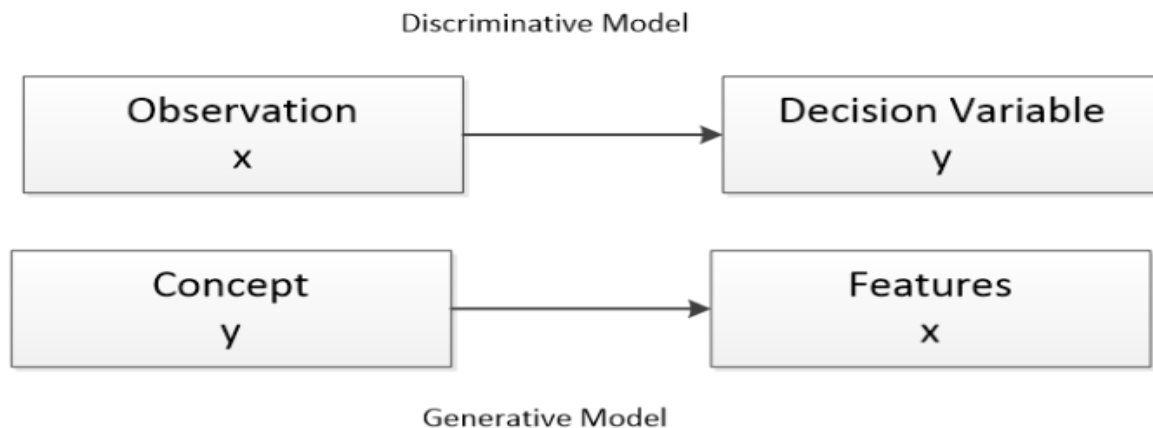 Discriminative Model
Observation
x
Decision Variable
y
Concept
y
Features
x
Generative Model